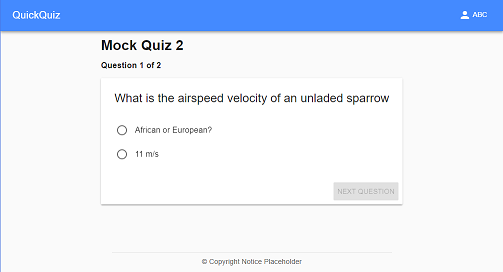 QuickQuiz
ABC
Mock Quiz 2
Question 1 of 2
What is the airspeed velocity of an unladed sparrow
African or European?
11 m/s
NEXT QUESTION
© Copyright Notice Placeholder